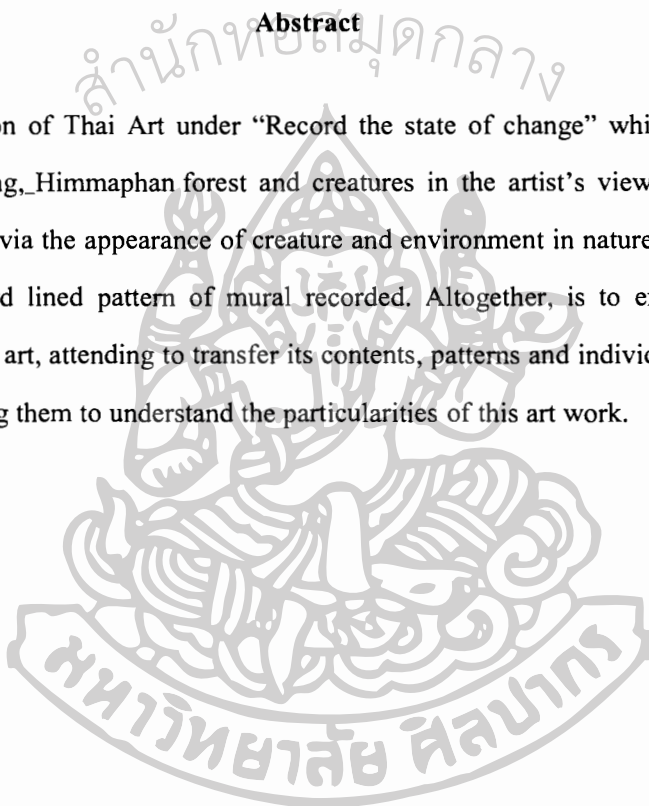 Abstract
สำนักหอสมุดกลาง
on of Thai Art under “Record the state of change” whi
ng,_Himmaphan forest and creatures in the artist’s view
via the appearance of creature and environment in nature
d lined pattern of mural recorded. Altogether, is to e
art, attending to transfer its contents, patterns and individ
g them to understand the particularities of this art work.
มหาวิทยาลัย ศิลปากร